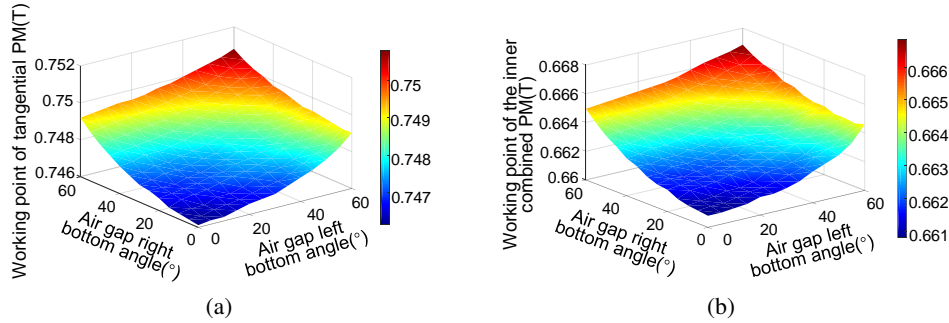 Working point of tangential PM(T)
0.752
0.75
0.748
0.746
60
40
20
0
Air gap right
bottom angle(°)
0
20
40
60
Air gap left
bottom angle(°)
0.75
0.749
0.748
0.747
(a)
Working point of the inner
combined PM(T)
0.668
0.666
0.664
0.662
0.66
60
40
20
0
Air gap right
bottom angle(°)
0
20
40
60
Air gap left
bottom angle(°)
0.666
0.665
0.664
0.663
0.662
0.661
(b)